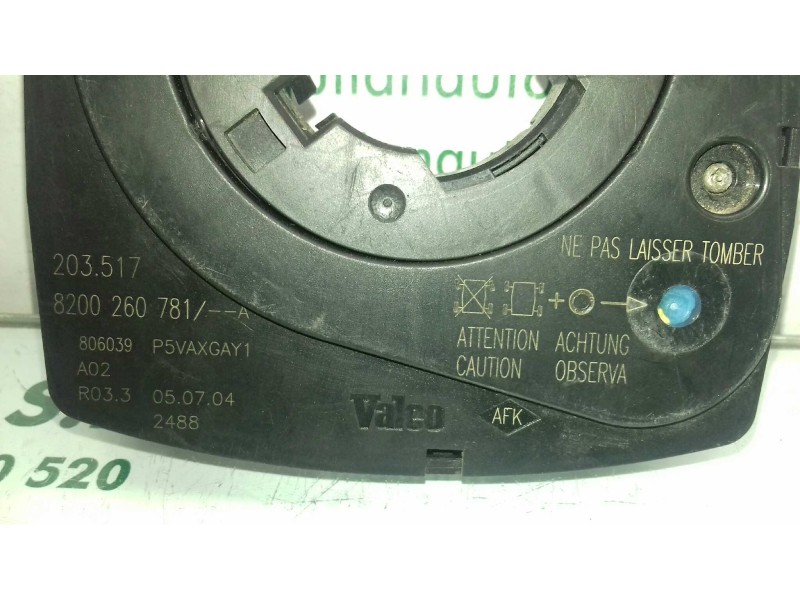 203.517
8200 260 781/--A
806039 P5VAXGAY1
A02
R03.3 05.07.04
2488
NE PAS LAISSER TOMBER
+
ATTENTION ACHTUNG
CAUTION OBSERVA
Valeo
AFK
520